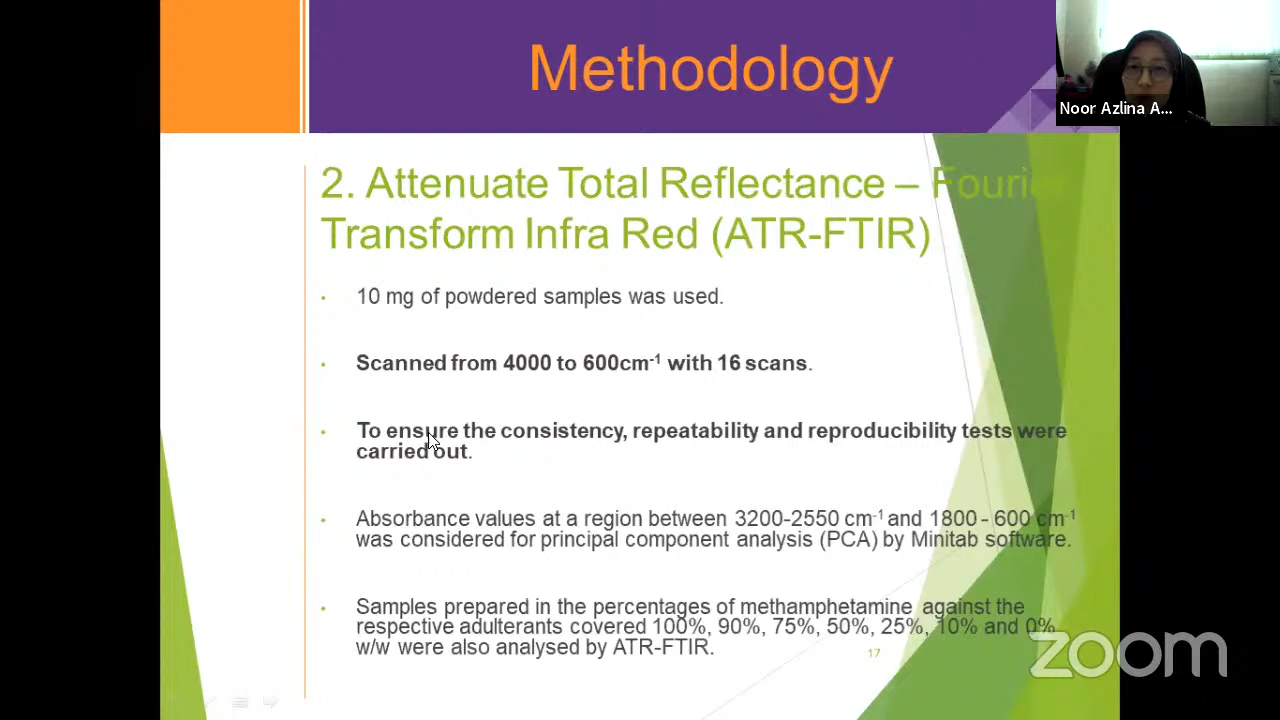 Methodology
Noor Azlina A...
2. Attenuate Total Reflectance – Fourier
Transform Infra Red (ATR-FTIR)
• 10 mg of powdered samples was used.
• Scanned from 4000 to 600cm⁻¹ with 16 scans.
• To ensure the consistency, repeatability and reproducibility tests were
carried out.
• Absorbance values at a region between 3200-2550 cm⁻¹ and 1800 - 600 cm⁻¹
was considered for principal component analysis (PCA) by Minitab software.
• Samples prepared in the percentages of methamphetamine against the
respective adulterants covered 100%, 90%, 75%, 50%, 25%, 10% and 0%
w/w were also analysed by ATR-FTIR.
17
zoom